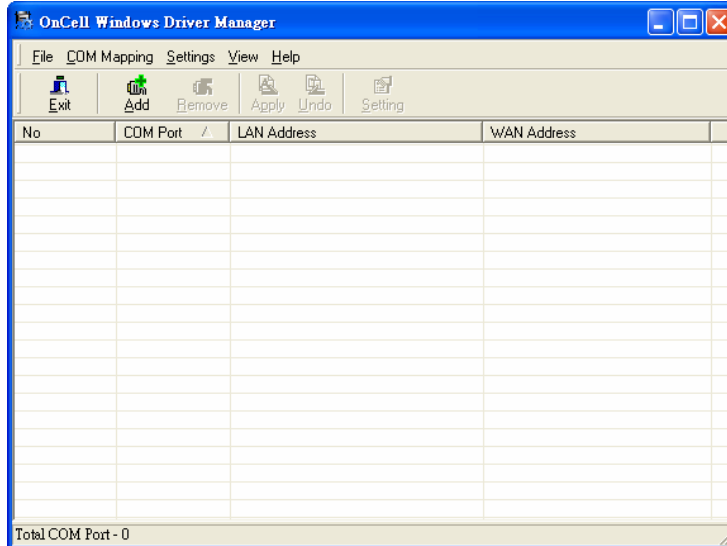 OnCell Windows Driver Manager
File COM Mapping Settings View Help
Exit Add Remove Apply Undo Setting
No COM Port LAN Address WAN Address
Total COM Port - 0